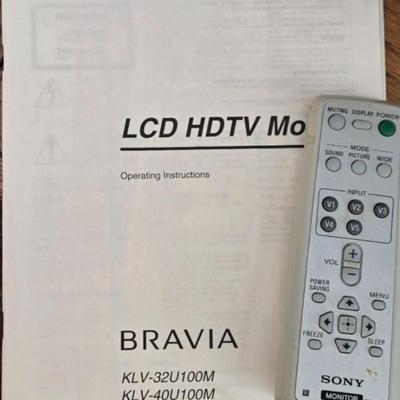 LCD HDTV Mo
Operating Instructions
BRAVIA
KLV-32U100M
KLV-40U100M
MUTING DISPLAY POWER
MODE
SOUND PICTURE WIDE
INPUT
V1 V2 V3
V4 V5
VOL + −
POWER SAVING
MENU
FREEZE SLEEP
SONY
MONITOR